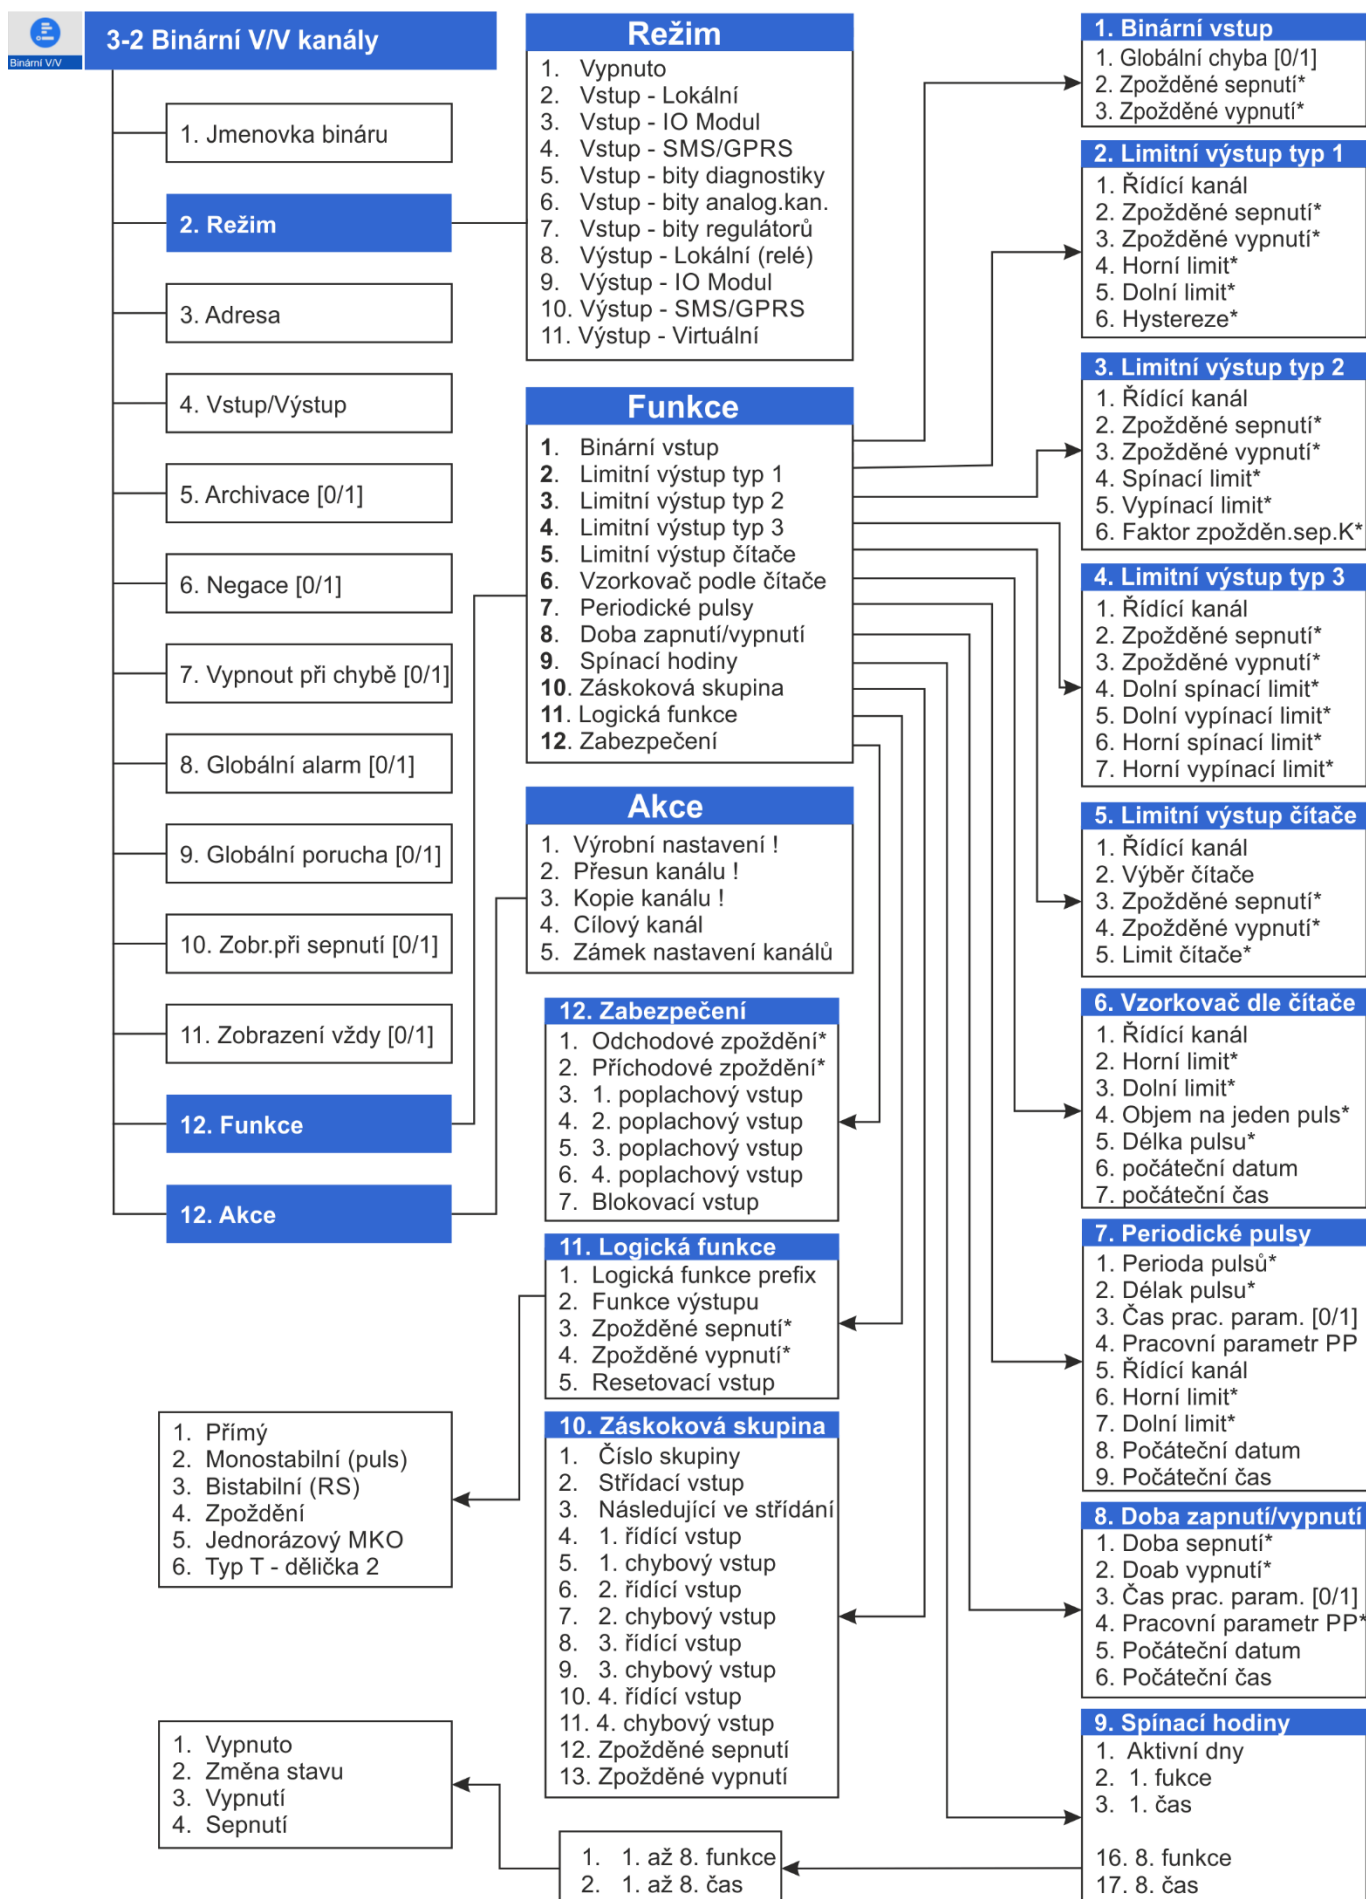 Binární V/V
3-2 Binární V/V kanály
1. Jmenovka bináru
2. Režim
3. Adresa
4. Vstup/Výstup
5. Archivace [0/1]
6. Negace [0/1]
7. Vypnout při chybě [0/1]
8. Globální alarm [0/1]
9. Globální porucha [0/1]
10. Zobr.při sepnutí [0/1]
11. Zobrazení vždy [0/1]
12. Funkce
12. Akce
Režim
1. Vypnuto
2. Vstup - Lokální
3. Vstup - IO Modul
4. Vstup - SMS/GPRS
5. Vstup - bity diagnostiky
6. Vstup - bity analog.kan.
7. Vstup - bity regulátorů
8. Výstup - Lokální (relé)
9. Výstup - IO Modul
10. Výstup - SMS/GPRS
11. Výstup - Virtuální
Funkce
1. Binární vstup
2. Limitní výstup typ 1
3. Limitní výstup typ 2
4. Limitní výstup typ 3
5. Limitní výstup čítače
6. Vzorkovač podle čítače
7. Periodické pulsy
8. Doba zapnutí/vypnutí
9. Spínací hodiny
10. Záskoková skupina
11. Logická funkce
12. Zabezpečení
Akce
1. Výrobní nastavení !
2. Přesun kanálu !
3. Kopie kanálu !
4. Cílový kanál
5. Zámek nastavení kanálů
12. Zabezpečení
1. Odchodové zpoždění*
2. Příchodové zpoždění*
3. 1. poplachový vstup
4. 2. poplachový vstup
5. 3. poplachový vstup
6. 4. poplachový vstup
7. Blokovací vstup
11. Logická funkce
1. Logická funkce prefix
2. Funkce výstupu
3. Zpožděné sepnutí*
4. Zpožděné vypnutí*
5. Resetovací vstup
1. Přímý
2. Monostabilní (puls)
3. Bistabilní (RS)
4. Zpoždění
5. Jednorázový MKO
6. Typ T - dělička 2
10. Záskoková skupina
1. Číslo skupiny
2. Střídací vstup
3. Následující ve střídání
4. 1. řídící vstup
5. 1. chybový vstup
6. 2. řídící vstup
7. 2. chybový vstup
8. 3. řídící vstup
9. 3. chybový vstup
10. 4. řídící vstup
11. 4. chybový vstup
12. Zpožděné sepnutí
13. Zpožděné vypnutí
1. Vypnuto
2. Změna stavu
3. Vypnutí
4. Sepnutí
1. 1. až 8. funkce
2. 1. až 8. čas
1. Binární vstup
1. Globální chyba [0/1]
2. Zpožděné sepnutí*
3. Zpožděné vypnutí*
2. Limitní výstup typ 1
1. Řídící kanál
2. Zpožděné sepnutí*
3. Zpožděné vypnutí*
4. Horní limit*
5. Dolní limit*
6. Hystereze*
3. Limitní výstup typ 2
1. Řídící kanál
2. Zpožděné sepnutí*
3. Zpožděné vypnutí*
4. Spínací limit*
5. Vypínací limit*
6. Faktor zpožděn.sep.K*
4. Limitní výstup typ 3
1. Řídící kanál
2. Zpožděné sepnutí*
3. Zpožděné vypnutí*
4. Dolní spínací limit*
5. Dolní vypínací limit*
6. Horní spínací limit*
7. Horní vypínací limit*
5. Limitní výstup čítače
1. Řídící kanál
2. Výběr čítače
3. Zpožděné sepnutí*
4. Zpožděné vypnutí*
5. Limit čítače*
6. Vzorkovač dle čítače
1. Řídící kanál
2. Horní limit*
3. Dolní limit*
4. Objem na jeden puls*
5. Délka pulsu*
6. počáteční datum
7. počáteční čas
7. Periodické pulsy
1. Perioda pulsů*
2. Délak pulsu*
3. Čas prac. param. [0/1]
4. Pracovní parametr PP
5. Řídící kanál
6. Horní limit*
7. Dolní limit*
8. Počáteční datum
9. Počáteční čas
8. Doba zapnutí/vypnutí
1. Doba sepnutí*
2. Doab vypnutí*
3. Čas prac. param. [0/1]
4. Pracovní parametr PP*
5. Počáteční datum
6. Počáteční čas
9. Spínací hodiny
1. Aktivní dny
2. 1. fukce
3. 1. čas
16. 8. funkce
17. 8. čas